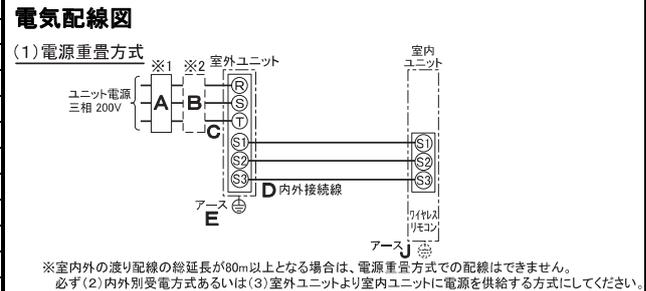 電気配線図
(1)電源重畳方式
※1 ※2 室外ユニット
室内
ユニット
ユニット電源
三相 200V
A B
R
S
T
C
S1 S1
S2 S2
S3 S3
D 内外接続線
アース
E
ワイヤレス
リモコン
アース J
※室内外の渡り配線の総延長が80m以上となる場合は、電源重畳方式での配線はできません。
必ず(2)内外別受電方式あるいは(3)室外ユニットより室内ユニットに電源を供給する方式にしてください。